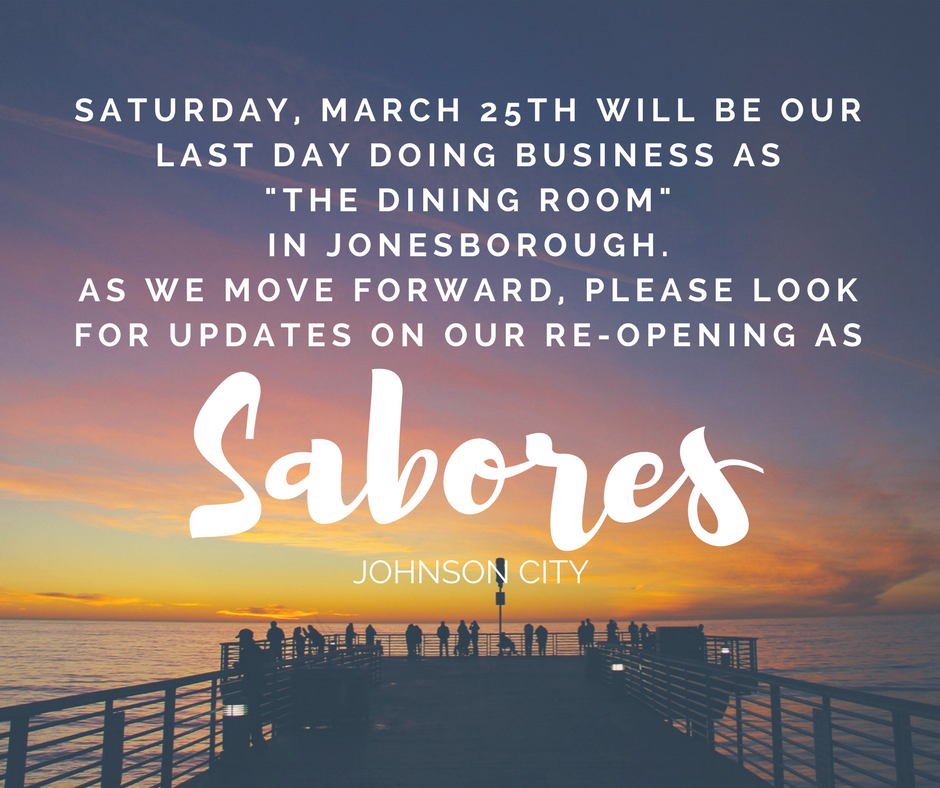 SATURDAY, MARCH 25TH WILL BE OUR
LAST DAY DOING BUSINESS AS
"THE DINING ROOM"
IN JONESBOROUGH.
AS WE MOVE FORWARD, PLEASE LOOK
FOR UPDATES ON OUR RE-OPENING AS
Sabores
JOHNSON CITY